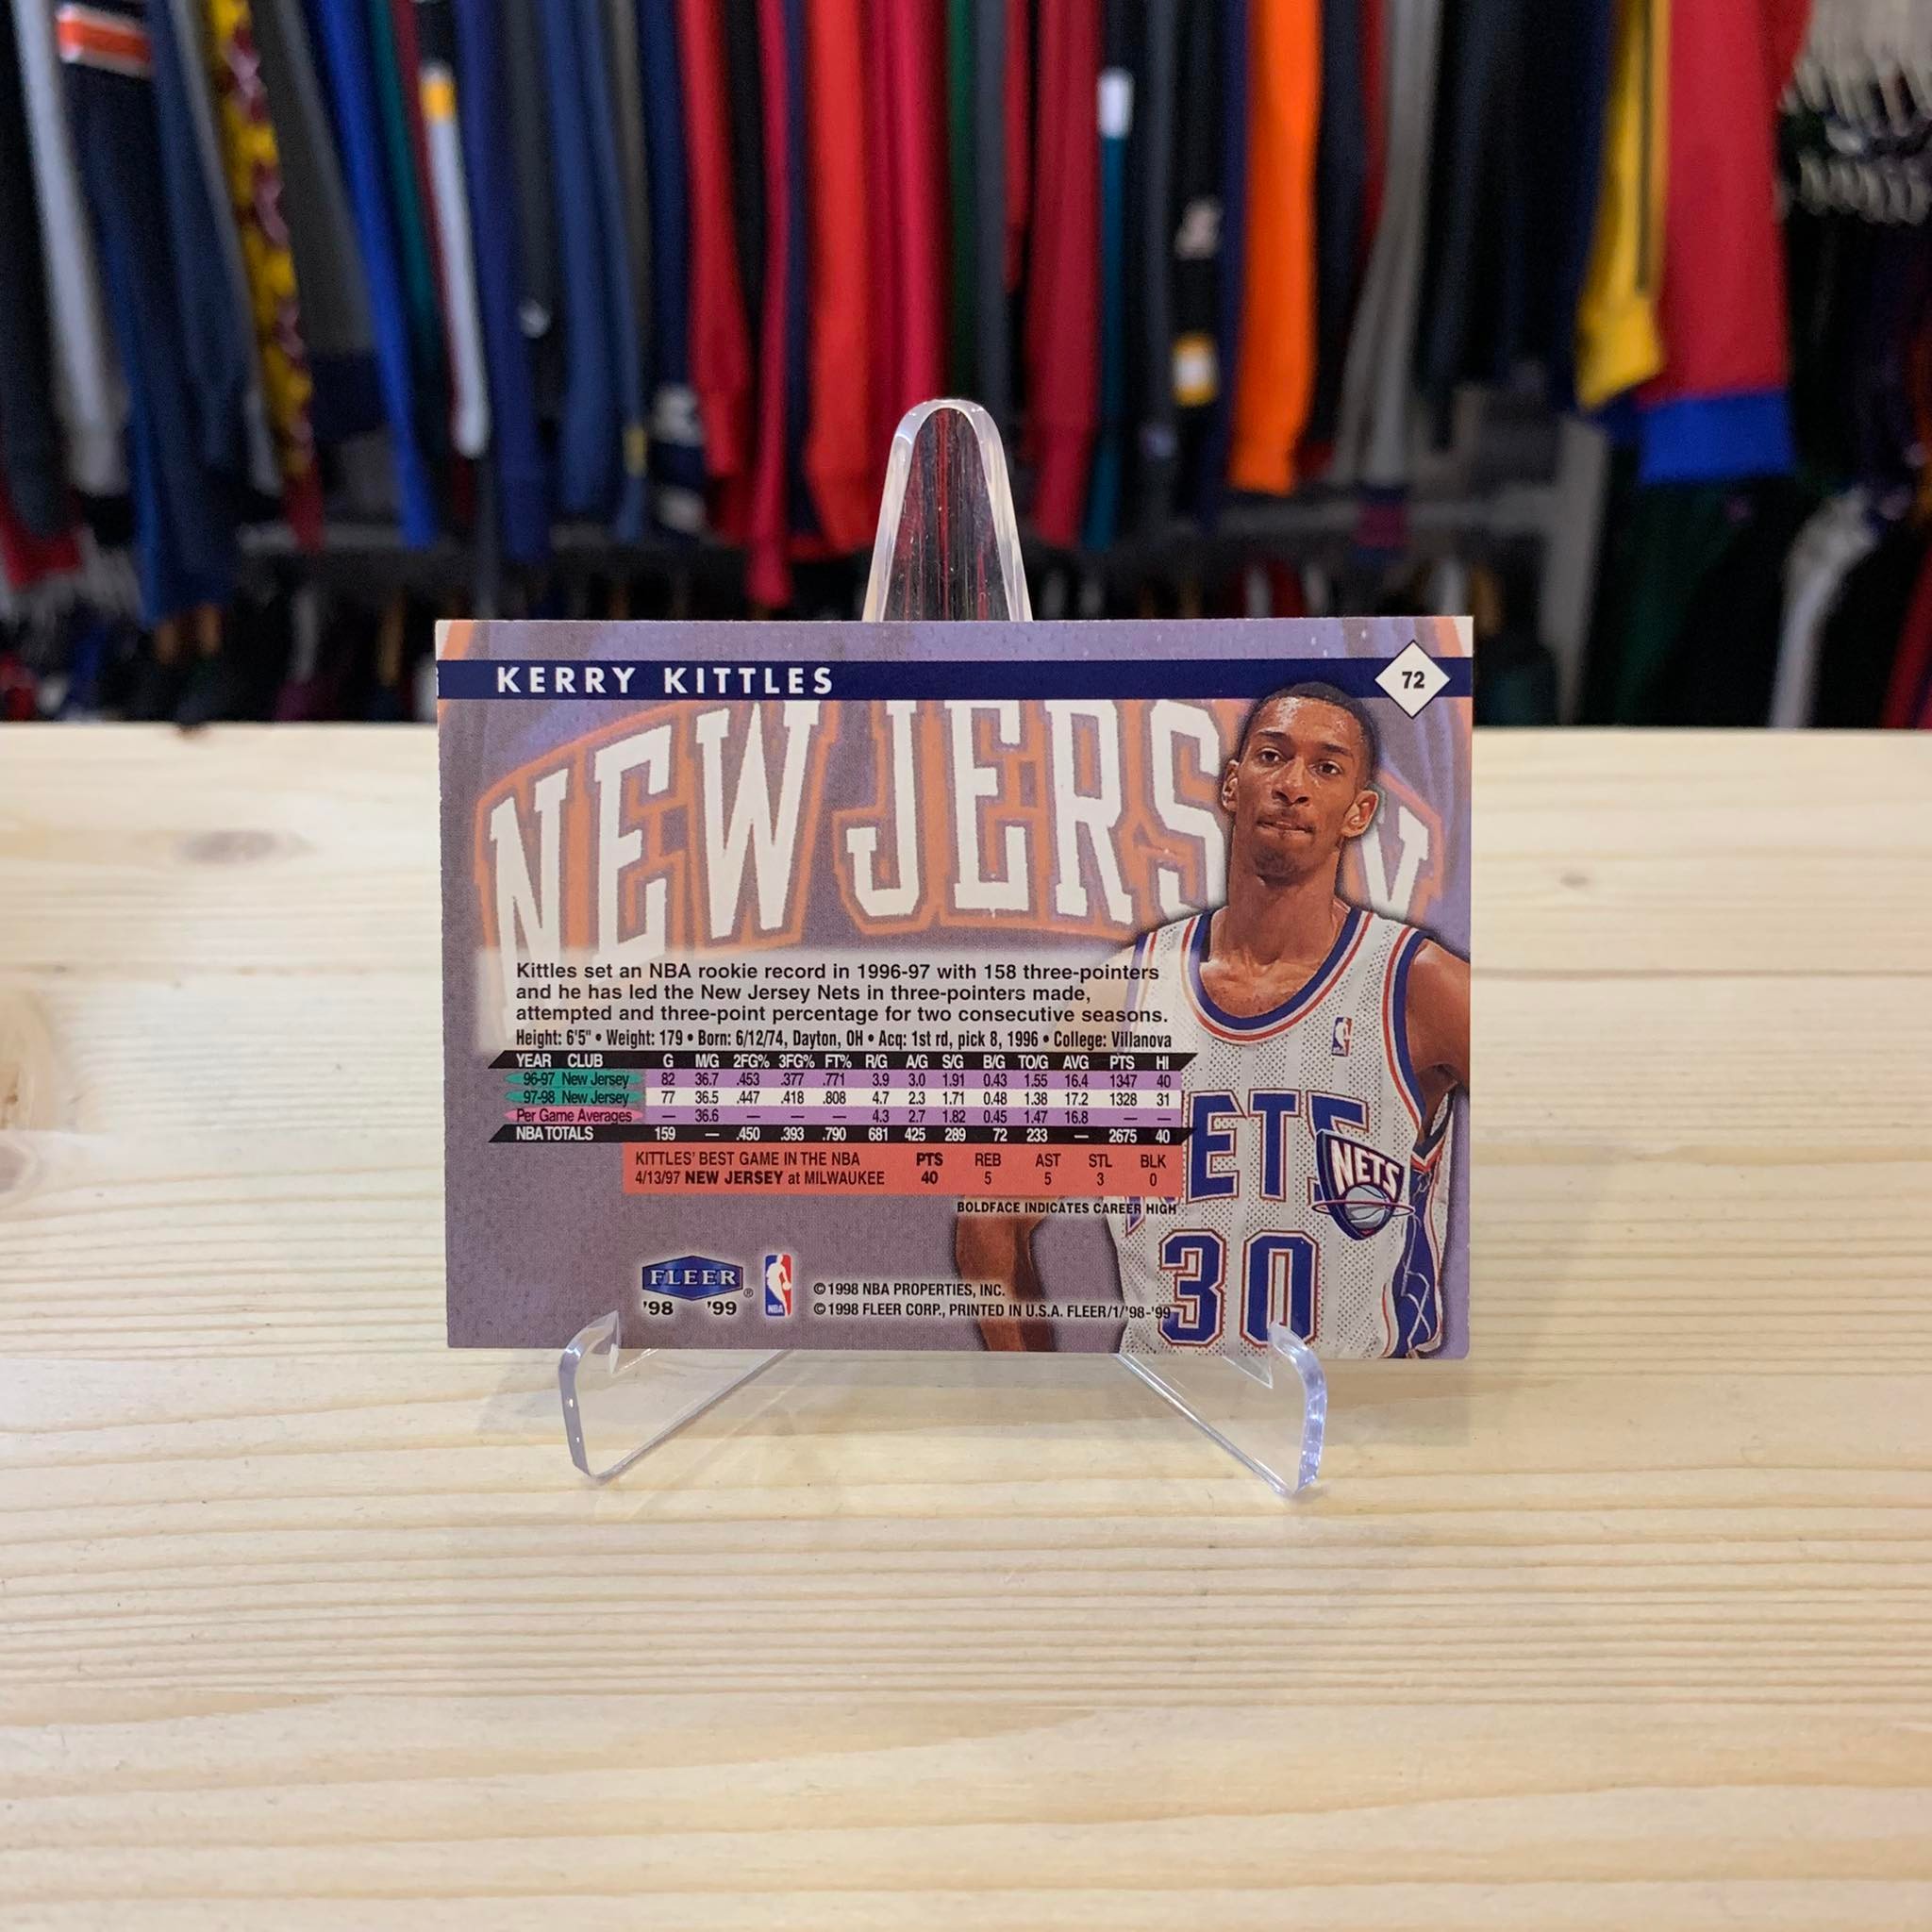 KERRY KITTLES
72
NEW JERS Y
Kittles set an NBA rookie record in 1996-97 with 158 three-pointers
and he has led the New Jersey Nets in three-pointers made,
attempted and three-point percentage for two consecutive seasons.
Height: 6'5" • Weight: 179 • Born: 6/12/74, Dayton, OH • Acq: 1st rd, pick 8, 1996 • College: Villanova
YEAR CLUB G M/G 2FG% 3FG% FT% R/G A/G S/G B/G TO/G AVG PTS HI
96-97 New Jersey 82 36.7 .453 .377 .771 3.9 3.0 1.91 0.43 1.55 16.4 1347 40
97-98 New Jersey 77 36.5 .447 .418 .808 4.7 2.3 1.71 0.48 1.38 17.2 1328 31
Per Game Averages — 36.6 — — — 4.3 2.7 1.82 0.45 1.47 16.8 — —
NBA TOTALS 159 — .450 .393 .790 681 425 289 72 233 — 2675 40
KITTLES' BEST GAME IN THE NBA PTS REB AST STL BLK
4/13/97 NEW JERSEY at MILWAUKEE 40 5 5 3 0
BOLDFACE INDICATES CAREER HIGH
ETS
NETS
30
FLEER ®
'98 '99
NBA
©1998 NBA PROPERTIES, INC.
©1998 FLEER CORP., PRINTED IN U.S.A. FLEER/1/'98-'99